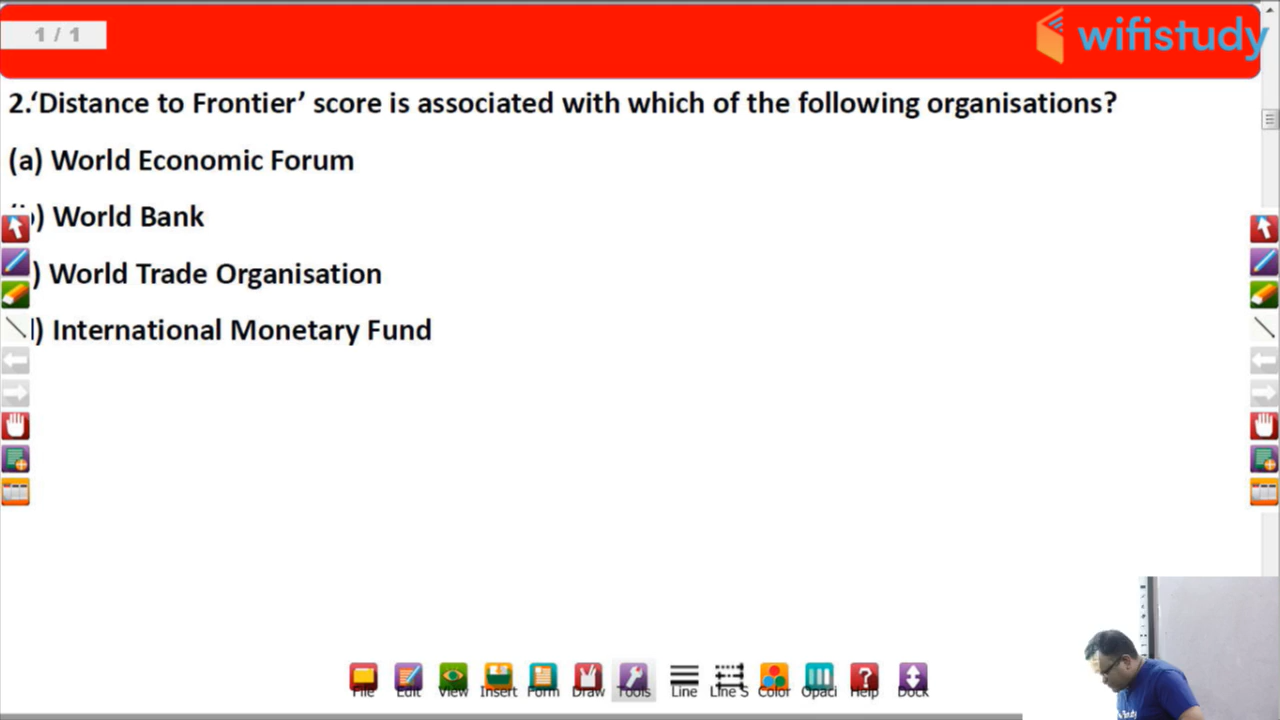 1 / 1
wifistudy
2.‘Distance to Frontier’ score is associated with which of the following organisations?
(a) World Economic Forum
) World Bank
) World Trade Organisation
) International Monetary Fund
File Edit View Insert Form Draw Tools Line Line S Color Opaci Help Dock